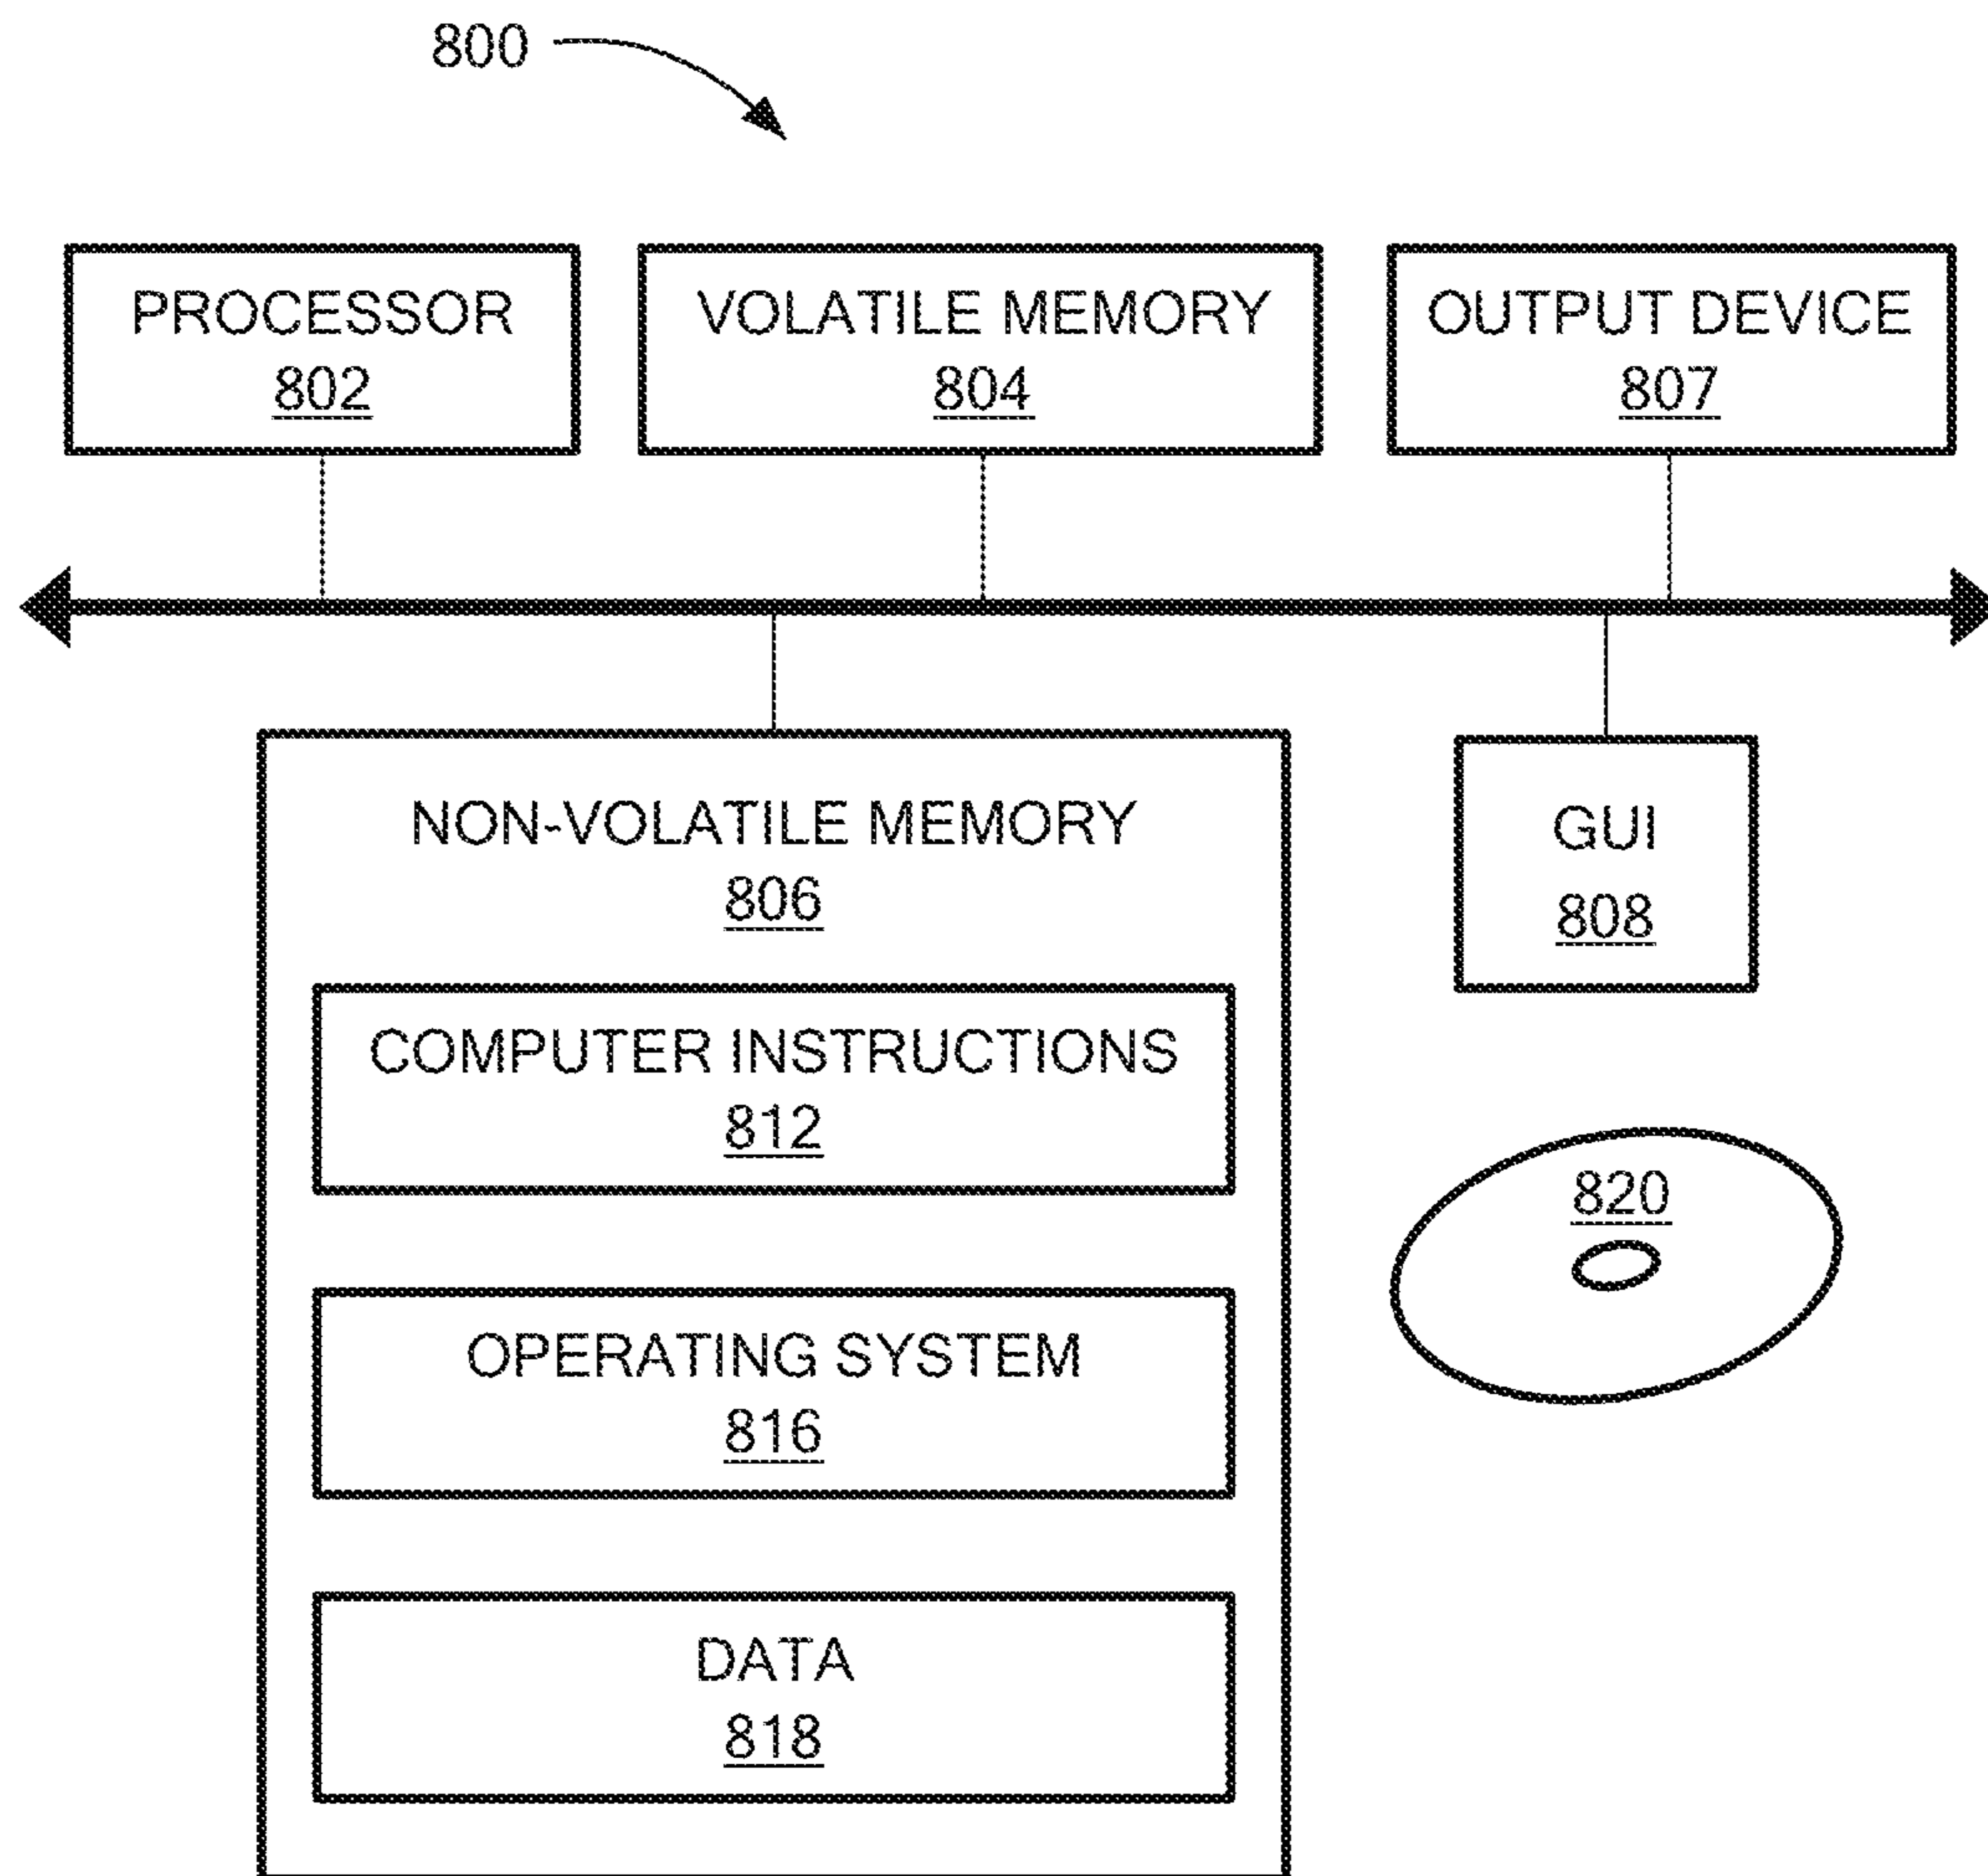 800
PROCESSOR
802
VOLATILE MEMORY
804
OUTPUT DEVICE
807
NON-VOLATILE MEMORY
806
COMPUTER INSTRUCTIONS
812
OPERATING SYSTEM
816
DATA
818
GUI
808
820